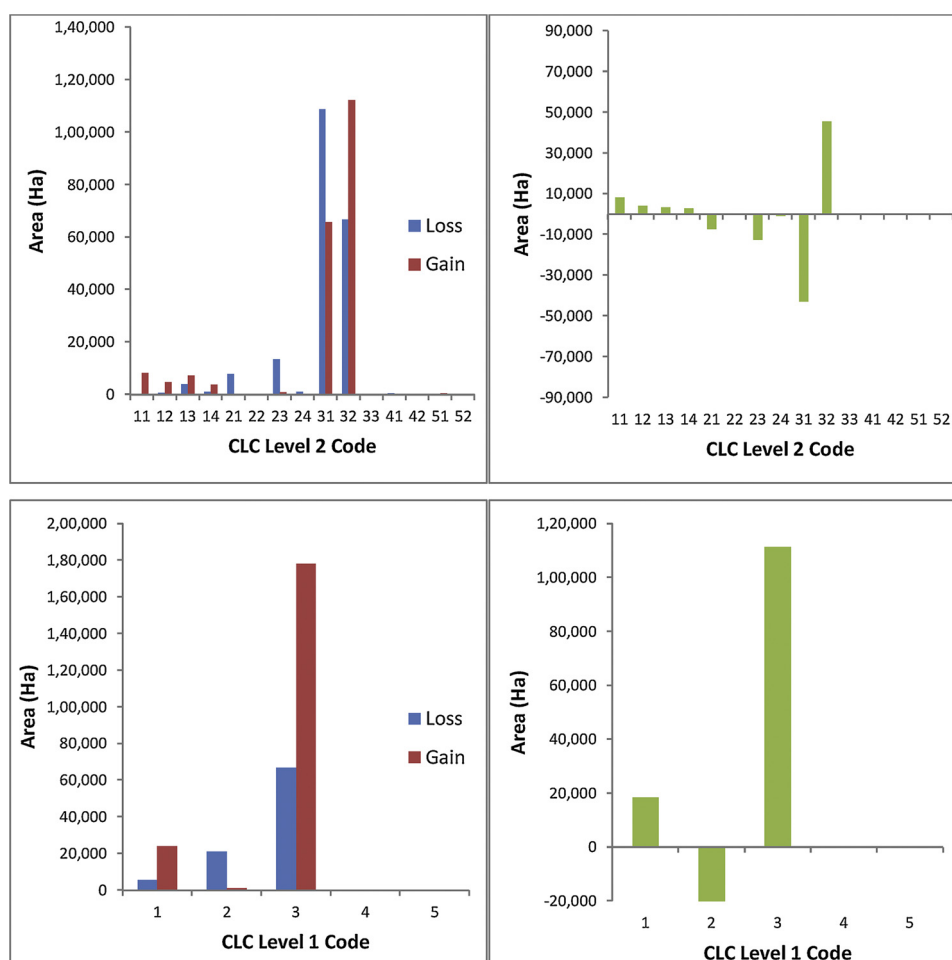 1,40,000
1,20,000
1,00,000
80,000
60,000
40,000
20,000
0
Area (Ha)
Loss
Gain
11 12 13 14 21 22 23 24 31 32 33 41 42 51 52
CLC Level 2 Code
90,000
70,000
50,000
30,000
10,000
-10,000
-30,000
-50,000
-70,000
-90,000
Area (Ha)
11 12 13 14 21 22 23 24 31 32 33 41 42 51 52
CLC Level 2 Code
2,00,000
1,80,000
1,60,000
1,40,000
1,20,000
1,00,000
80,000
60,000
40,000
20,000
0
Area (Ha)
Loss
Gain
1 2 3 4 5
CLC Level 1 Code
1,20,000
1,00,000
80,000
60,000
40,000
20,000
0
-20,000
Area (Ha)
1 2 3 4 5
CLC Level 1 Code